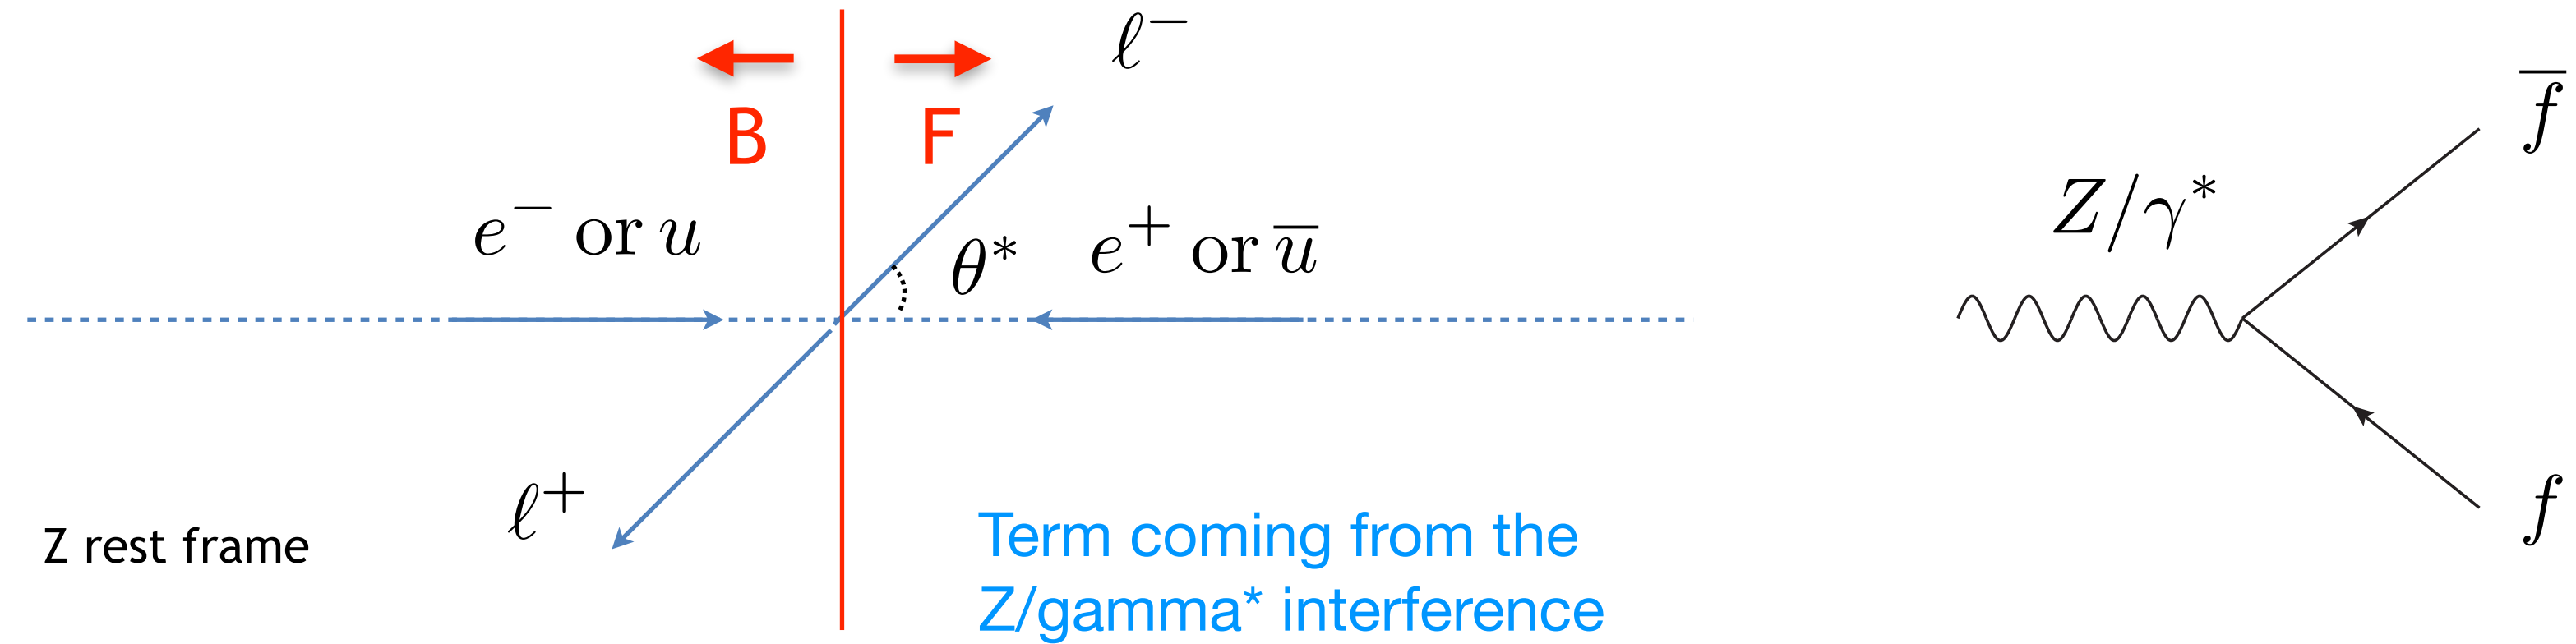 ℓ⁻
B F
e⁻ or u
θ*
e⁺ or u̅
ℓ⁺
Z rest frame
Term coming from the
Z/gamma* interference
Z/γ*
f̅
f